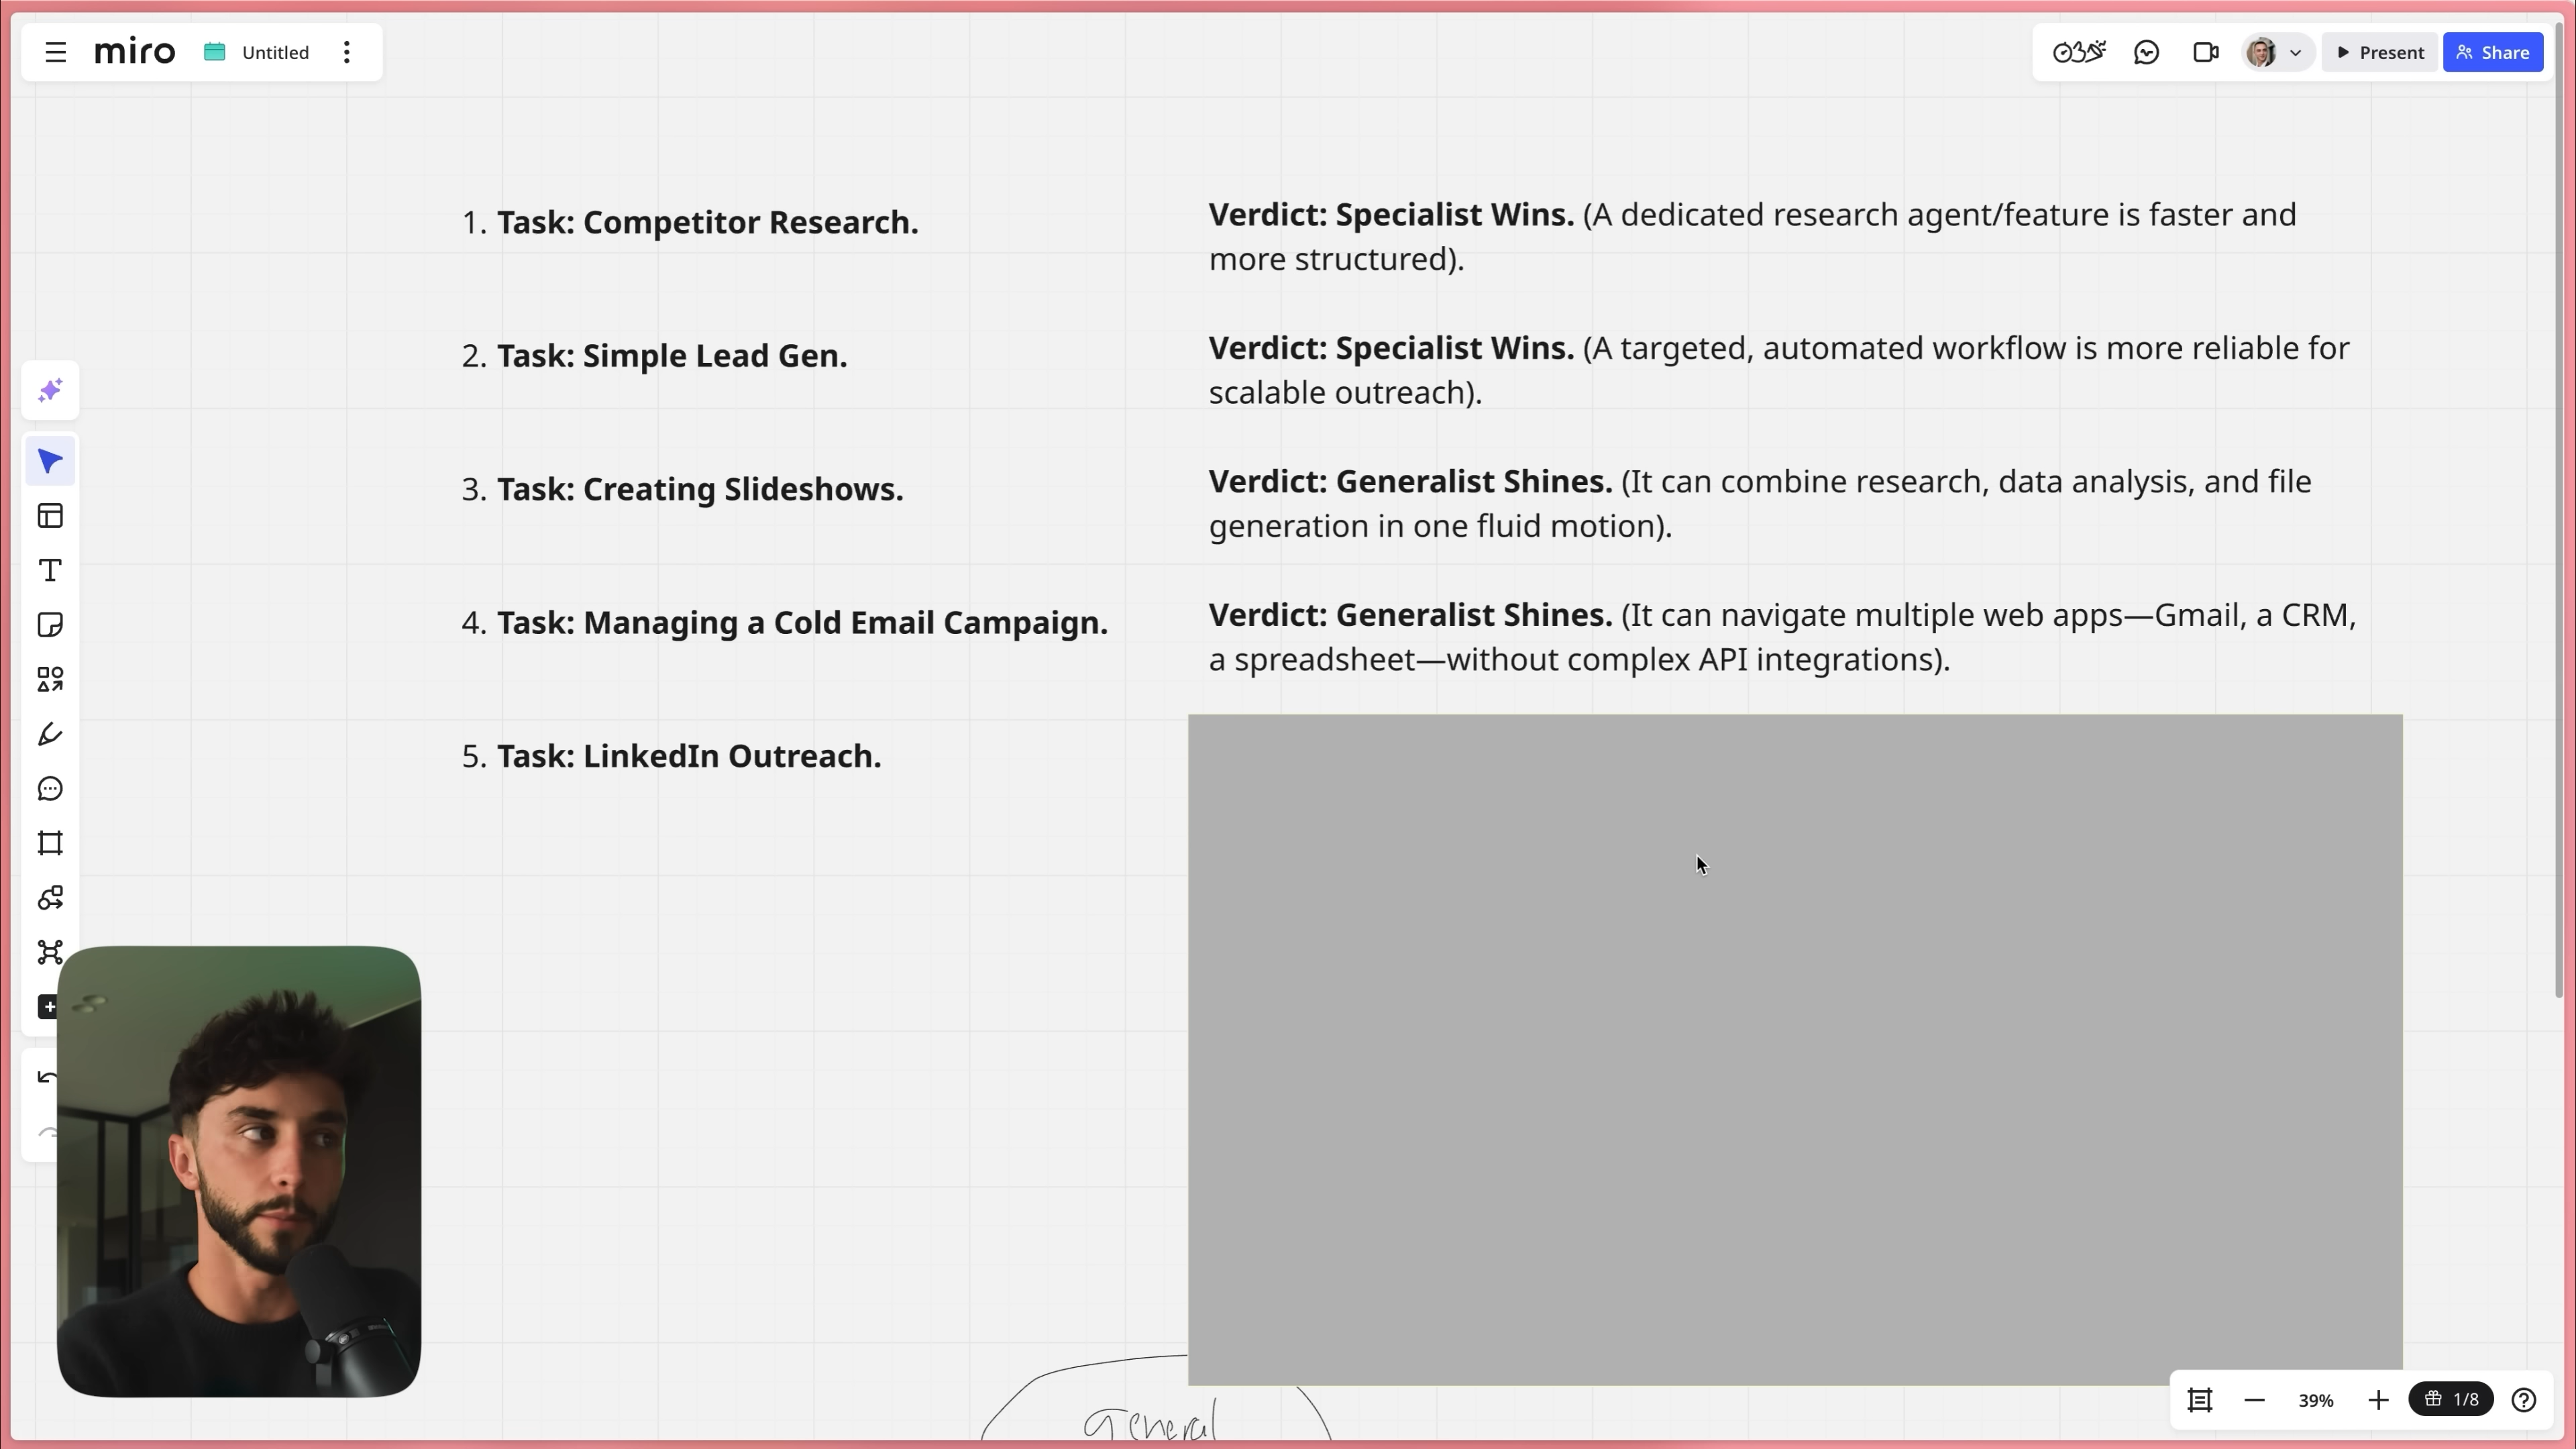 miro Untitled
Present Share
1. Task: Competitor Research.
Verdict: Specialist Wins. (A dedicated research agent/feature is faster and
more structured).
2. Task: Simple Lead Gen.
Verdict: Specialist Wins. (A targeted, automated workflow is more reliable for
scalable outreach).
3. Task: Creating Slideshows.
Verdict: Generalist Shines. (It can combine research, data analysis, and file
generation in one fluid motion).
4. Task: Managing a Cold Email Campaign.
Verdict: Generalist Shines. (It can navigate multiple web apps—Gmail, a CRM,
a spreadsheet—without complex API integrations).
5. Task: LinkedIn Outreach.
General
39% 1/8